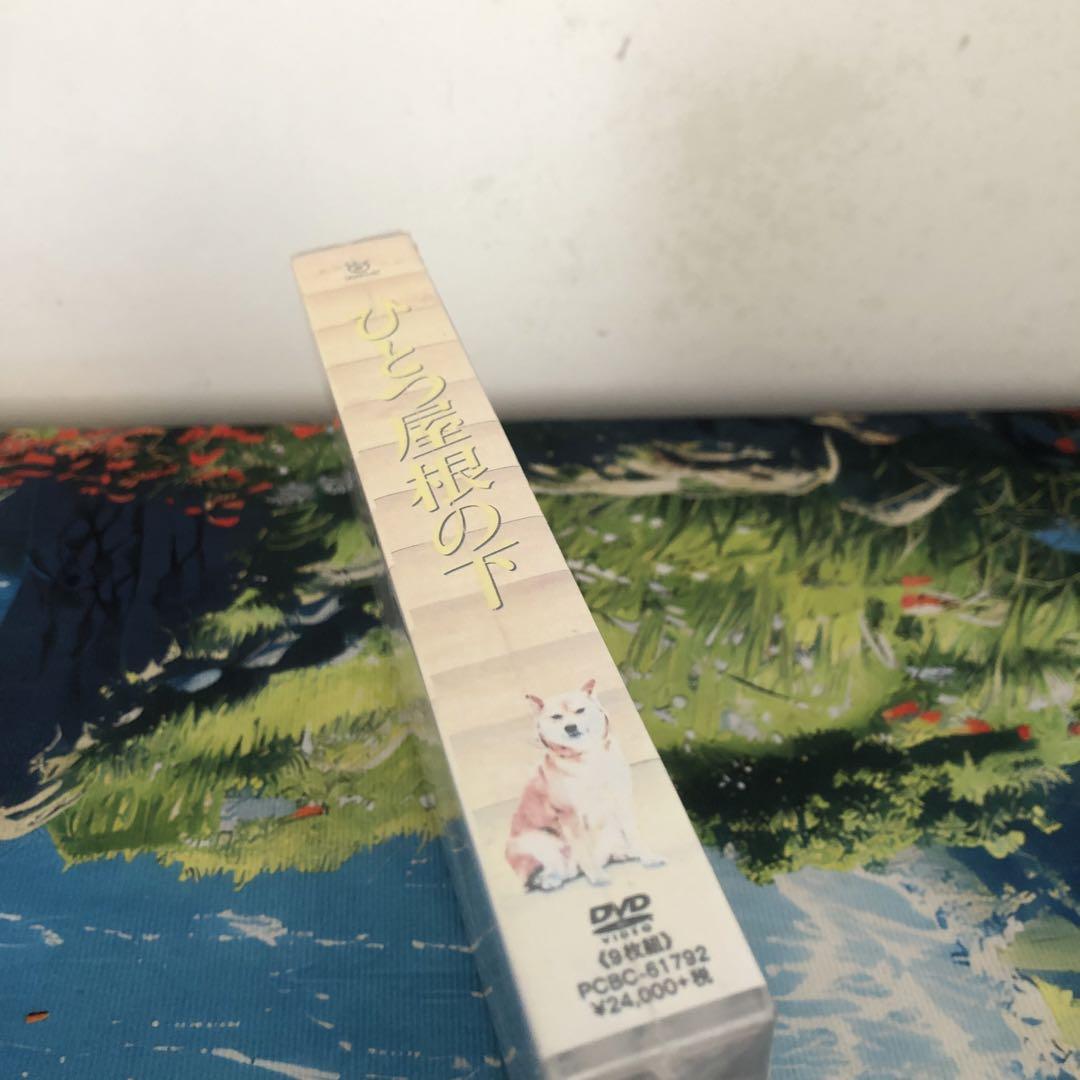 ひとつ屋根の下
DVD
VIDEO
《9枚組》
PCBC-61792
¥24,000+税